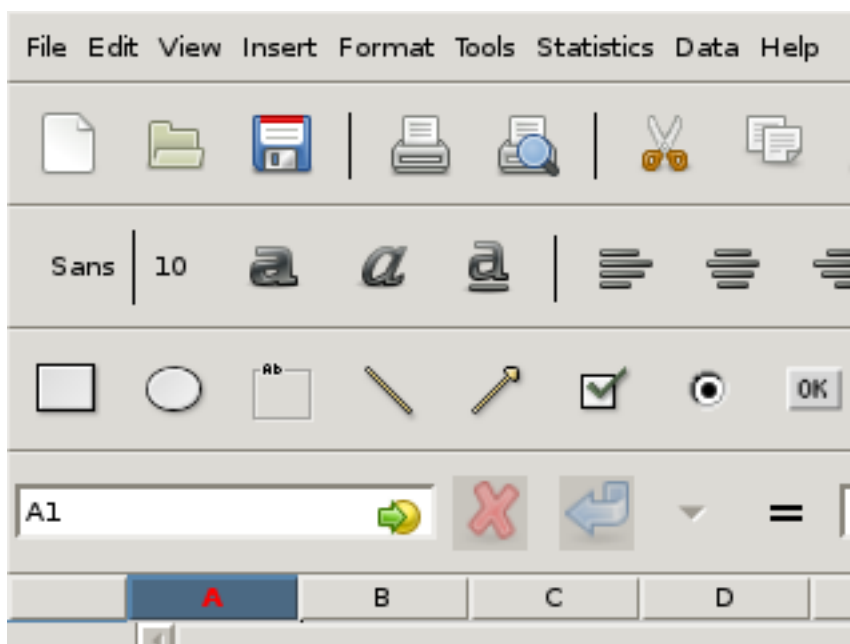 File Edit View Insert Format Tools Statistics Data Help
Sans 10 a a a
Ab OK
A1 =
A B C D